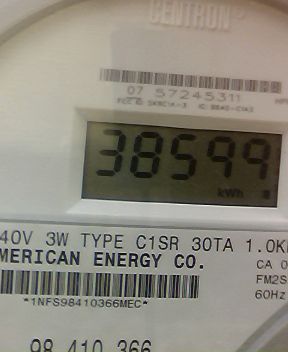 CENTRON®
07 57245311
38599
kWh
40V 3W TYPE C1SR 30TA 1.0K
MERICAN ENERGY CO.
CA 0
FM2S
60Hz
*1NFS98410366MEC*
98 410 366